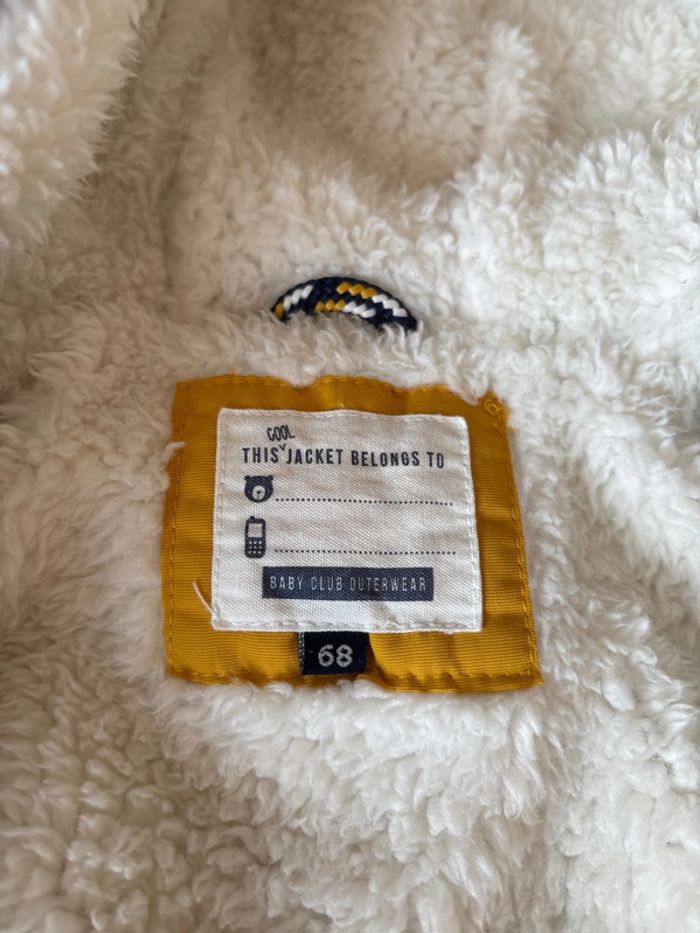 COOL
THIS JACKET BELONGS TO
BABY CLUB OUTERWEAR
68